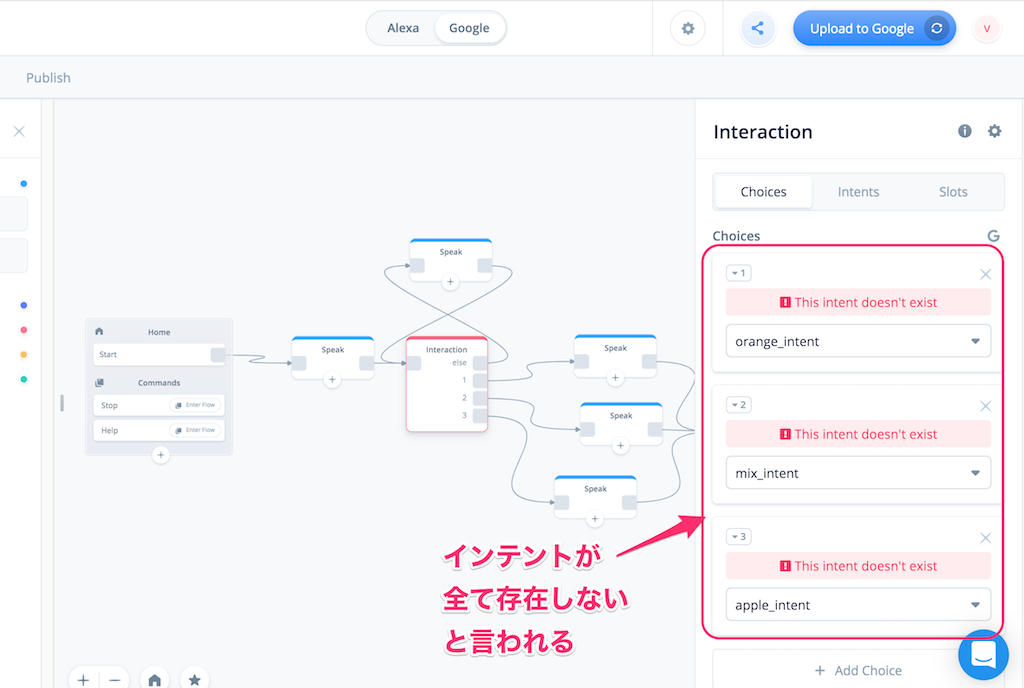 Alexa
Google
Upload to Google
V
Publish
Interaction
Choices
Intents
Slots
Choices
1
This intent doesn't exist
orange_intent
2
This intent doesn't exist
mix_intent
3
This intent doesn't exist
apple_intent
Add Choice
Speak
Home
Start
Commands
Stop
Enter Flow
Help
Enter Flow
Speak
Interaction
else
1
2
3
Speak
Speak
Speak
インテントが
全て存在しない
と言われる